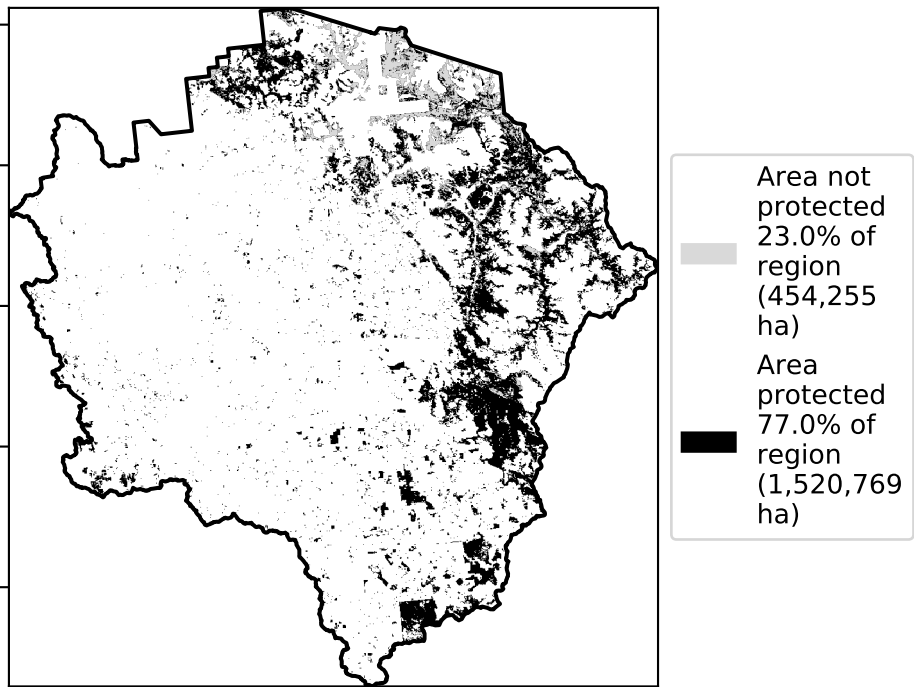 Area not
protected
23.0% of
region
(454,255
ha)
Area
protected
77.0% of
region
(1,520,769
ha)